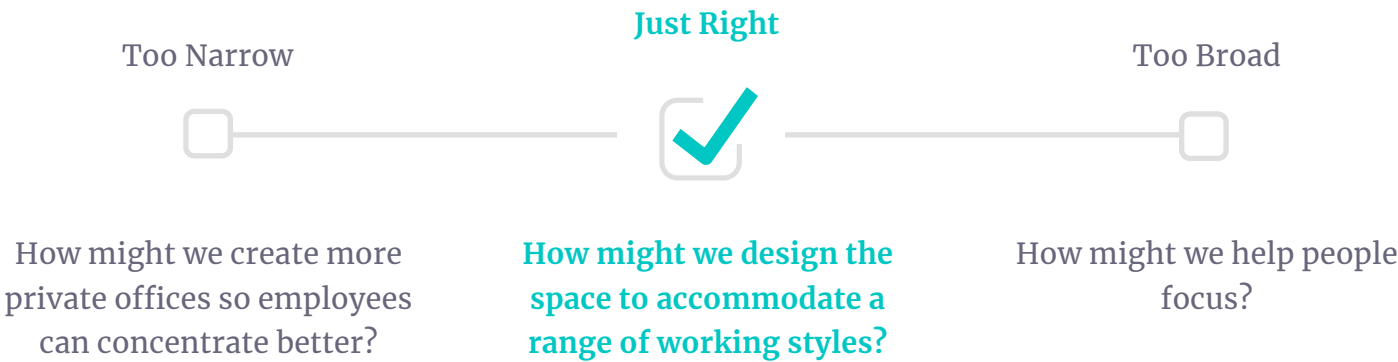 Just Right
Too Narrow
Too Broad
How might we create more
private offices so employees
can concentrate better?
How might we design the
space to accommodate a
range of working styles?
How might we help people
focus?